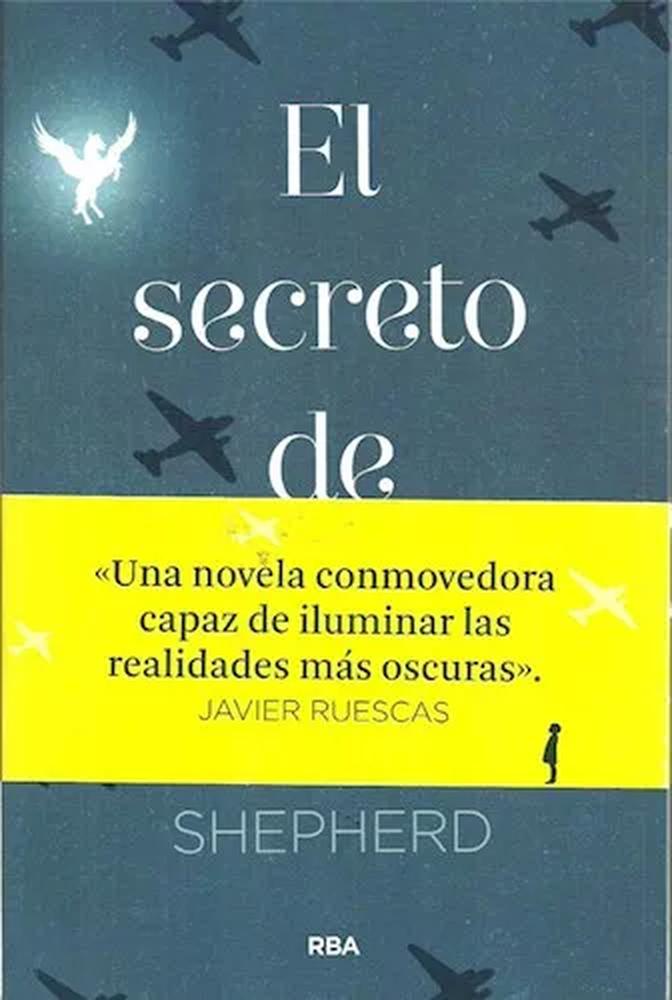 El
secreto
de
«Una novela conmovedora
capaz de iluminar las
realidades más oscuras».
JAVIER RUESCAS
SHEPHERD
RBA